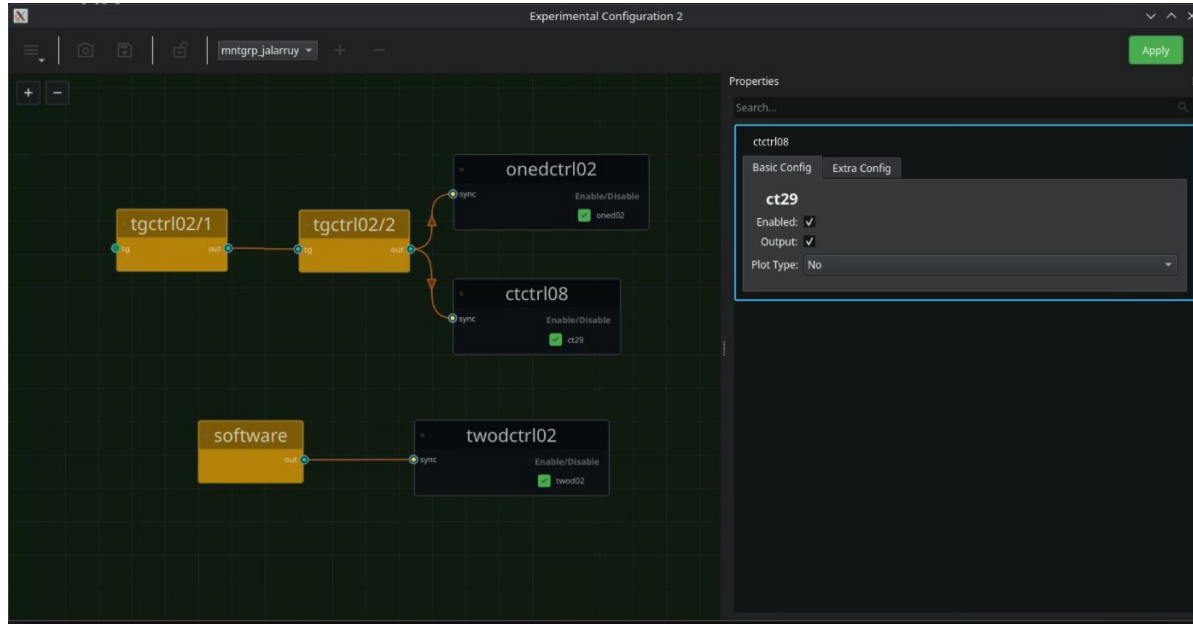 Experimental Configuration 2
mntgrp_jalarruy
Apply
Properties
Search...
ctctrl08
Basic Config Extra Config
ct29
Enabled:
Output:
Plot Type: No
onedctrl02
sync
Enable/Disable
oned02
tgctrl02/1
tg out
tgctrl02/2
tg out
ctctrl08
sync
Enable/Disable
ct29
software
out
twodctrl02
sync
Enable/Disable
twod02